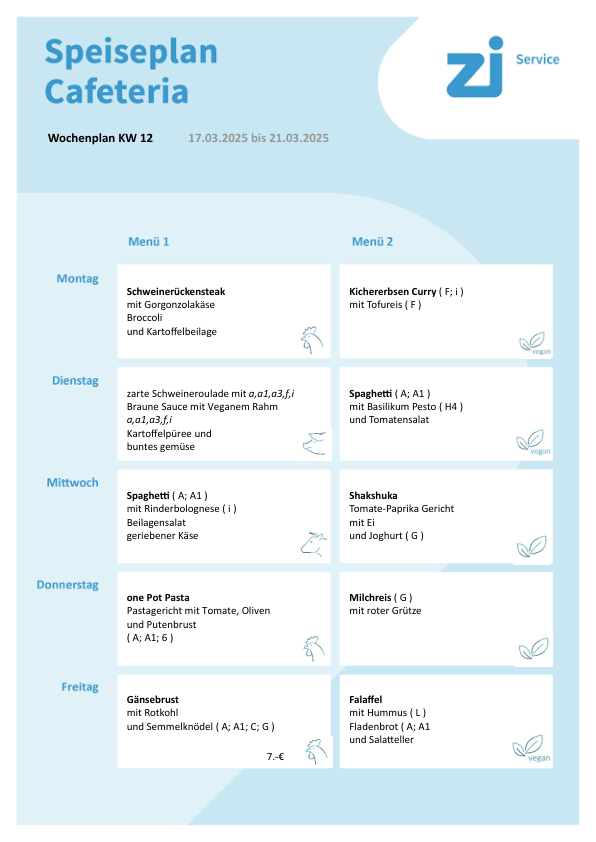 Speiseplan
Cafeteria
zi Service
Wochenplan KW 12 17.03.2025 bis 21.03.2025
Menü 1 Menü 2
Montag
Schweinerückensteak
mit Gorgonzolakäse
Broccoli
und Kartoffelbeilage
Kichererbsen Curry ( F; i )
mit Tofureis ( F )
vegan
Dienstag
zarte Schweineroulade mit a,a1,a3,f,i
Braune Sauce mit Veganem Rahm
a,a1,a3,f,i
Kartoffelpüree und
buntes gemüse
Spaghetti ( A; A1 )
mit Basilikum Pesto ( H4 )
und Tomatensalat
vegan
Mittwoch
Spaghetti ( A; A1 )
mit Rinderbolognese ( i )
Beilagensalat
geriebener Käse
Shakshuka
Tomate-Paprika Gericht
mit Ei
und Joghurt ( G )
Donnerstag
one Pot Pasta
Pastagericht mit Tomate, Oliven
und Putenbrust
( A; A1; 6 )
Milchreis ( G )
mit roter Grütze
Freitag
Gänsebrust
mit Rotkohl
und Semmelknödel ( A; A1; C; G )
7.-€
Falaffel
mit Hummus ( L )
Fladenbrot ( A; A1
und Salatteller
vegan